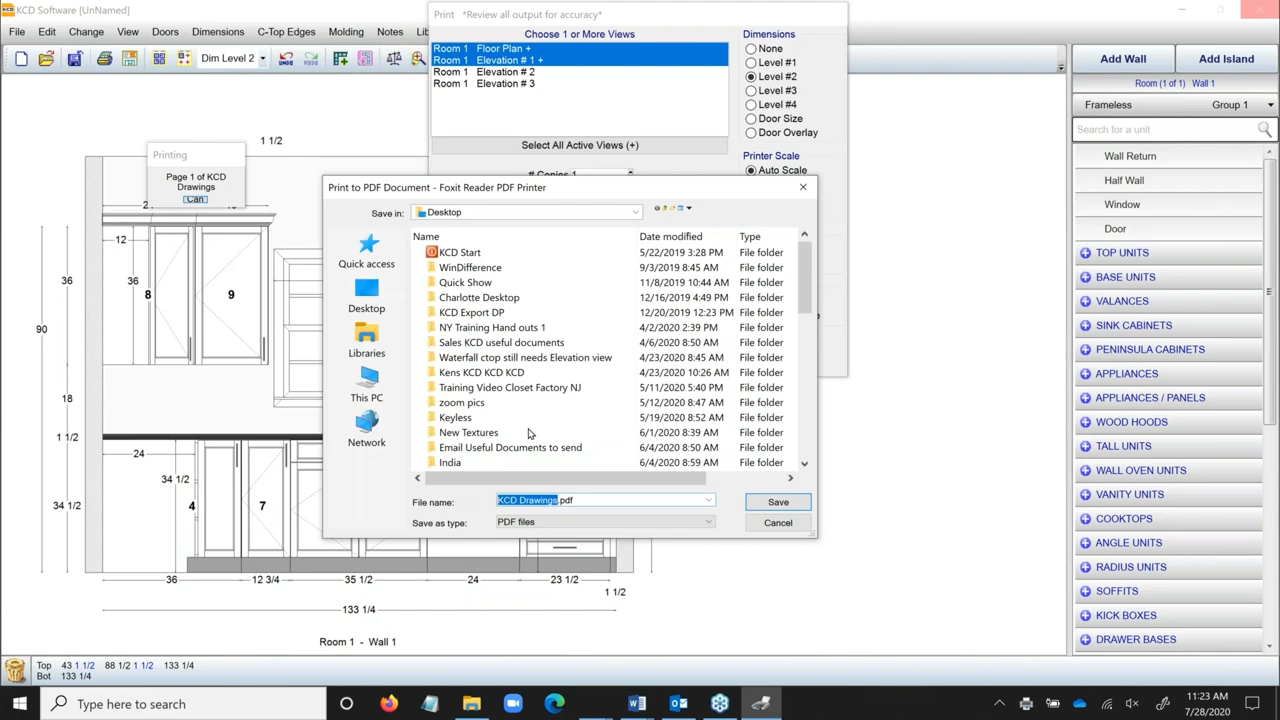 KCD Software [UnNamed]
File Edit Change View Doors Dimensions C-Top Edges Molding Notes Lib
Dim Level 2
Print *Review all output for accuracy*
Choose 1 or More Views
Room 1 Floor Plan +
Room 1 Elevation # 1 +
Room 1 Elevation # 2
Room 1 Elevation # 3
Select All Active Views (+)
# Copies 1
Dimensions
None
Level #1
Level #2
Level #3
Level #4
Door Size
Door Overlay
Printer Scale
Auto Scale
Printing
Page 1 of KCD
Drawings
Can
Print to PDF Document - Foxit Reader PDF Printer
Save in: Desktop
Quick access
Desktop
Libraries
This PC
Network
Name Date modified Type
KCD Start 5/22/2019 3:28 PM File folder
WinDifference 9/3/2019 8:45 AM File folder
Quick Show 11/8/2019 10:44 AM File folder
Charlotte Desktop 12/16/2019 4:49 PM File folder
KCD Export DP 12/20/2019 12:23 PM File folder
NY Training Hand outs 1 4/2/2020 2:39 PM File folder
Sales KCD useful documents 4/6/2020 8:50 AM File folder
Waterfall ctop still needs Elevation view 4/23/2020 8:45 AM File folder
Kens KCD KCD KCD 4/23/2020 10:26 AM File folder
Training Video Closet Factory NJ 5/11/2020 5:40 PM File folder
zoom pics 5/12/2020 8:47 AM File folder
Keyless 5/19/2020 8:52 AM File folder
New Textures 6/1/2020 8:39 AM File folder
Email Useful Documents to send 6/4/2020 8:50 AM File folder
India 6/4/2020 8:59 AM File folder
File name: KCD Drawings.pdf Save
Save as type: PDF files Cancel
1 1/2
12
36
36
8
9
90
18
1 1/2
24
34 1/2
34 1/2
4
7
36 12 3/4 35 1/2 24 23 1/2
1 1/2
133 1/4
Room 1 - Wall 1
Top 43 1 1/2 88 1/2 1 1/2 133 1/4
Bot 133 1/4
Add Wall Add Island
Room (1 of 1) Wall 1
Frameless Group 1
Search for a unit
Wall Return
Half Wall
Window
Door
TOP UNITS
BASE UNITS
VALANCES
SINK CABINETS
PENINSULA CABINETS
APPLIANCES
APPLIANCES / PANELS
WOOD HOODS
TALL UNITS
WALL OVEN UNITS
VANITY UNITS
COOKTOPS
ANGLE UNITS
RADIUS UNITS
SOFFITS
KICK BOXES
DRAWER BASES
Type here to search
11:23 AM
7/28/2020